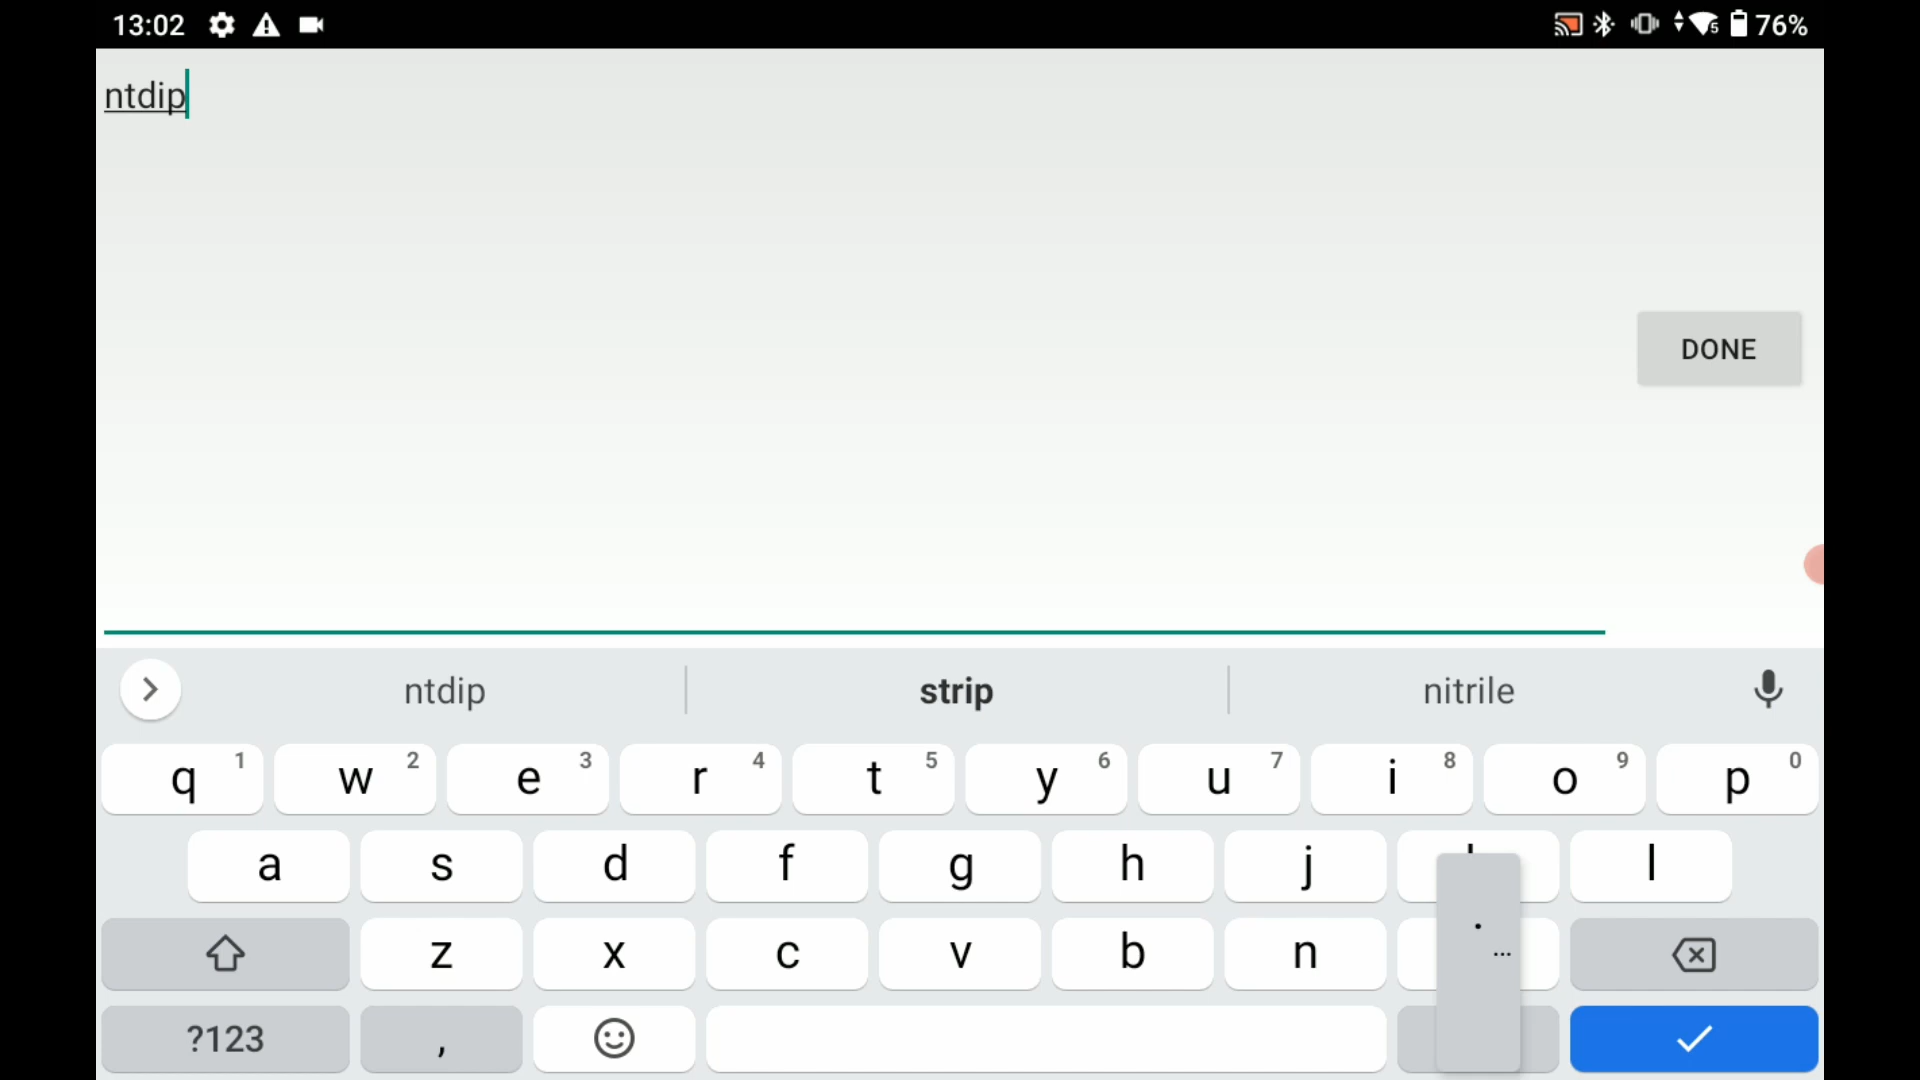 13:02 5 76%
ntdip
DONE
ntdip strip nitrile
q 1 w 2 e 3 r 4 t 5 y 6 u 7 i 8 o 9 p 0
a s d f g h j l
z x c v b n . ...
?123 ,